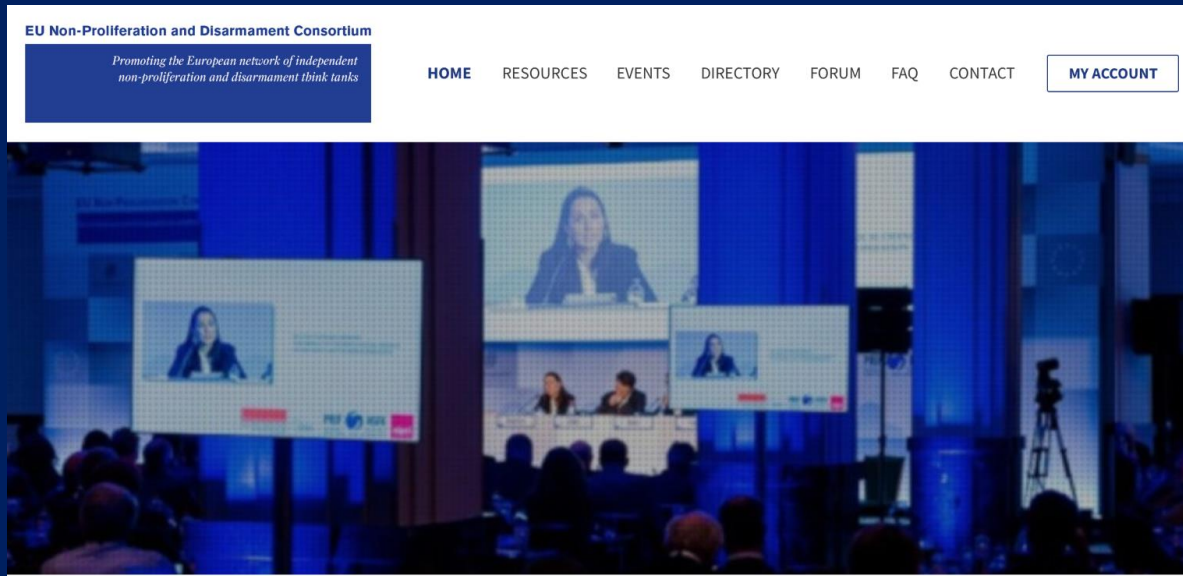 EU Non-Proliferation and Disarmament Consortium
Promoting the European network of independent
non-proliferation and disarmament think tanks
HOME RESOURCES EVENTS DIRECTORY FORUM FAQ CONTACT MY ACCOUNT